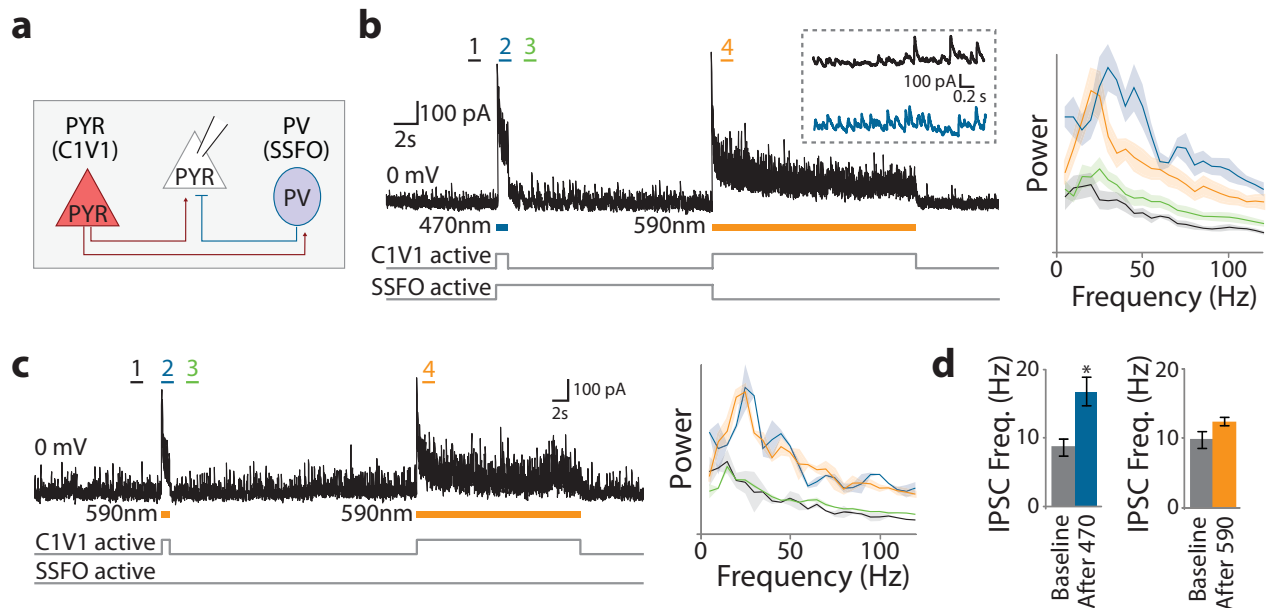 a
PYR
(C1V1)
PV
(SSFO)
PYR
PYR
PV
b
1
2
3
4
100 pA
2s
100 pA
0.2 s
0 mV
470nm
590nm
C1V1 active
SSFO active
Power
0
50
100
Frequency (Hz)
c
1
2
3
4
100 pA
2s
0 mV
590nm
590nm
C1V1 active
SSFO active
Power
0
50
100
Frequency (Hz)
d
IPSC Freq. (Hz)
20
10
0
*
Baseline
After 470
IPSC Freq. (Hz)
20
10
0
Baseline
After 590